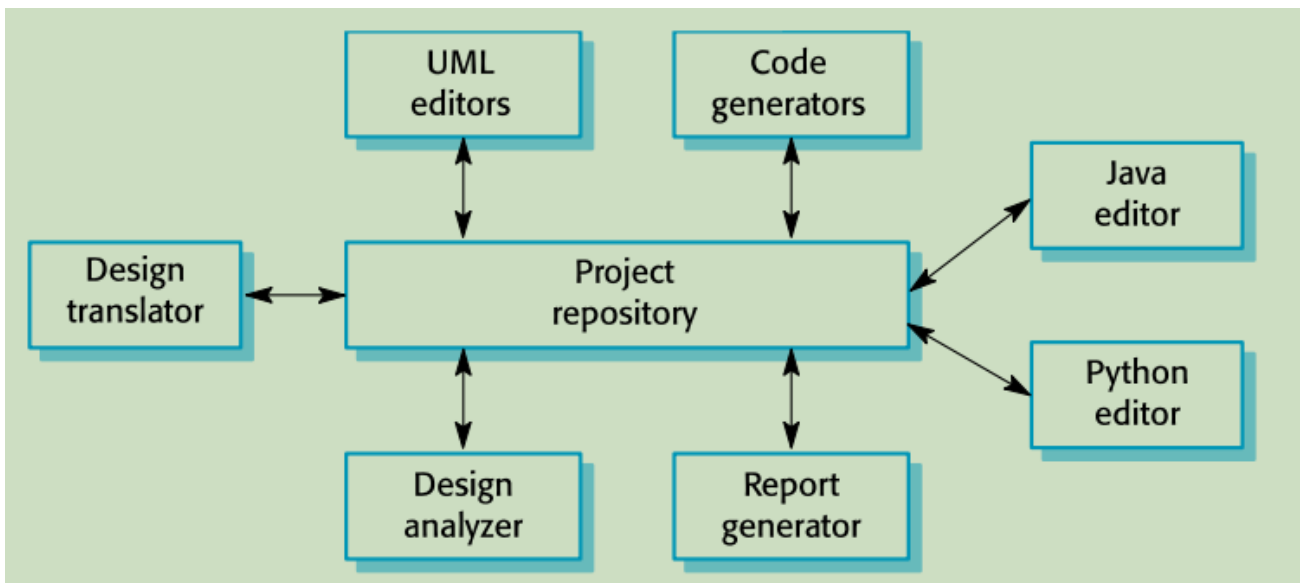 UML
editors
Code
generators
Java
editor
Design
translator
Project
repository
Python
editor
Design
analyzer
Report
generator